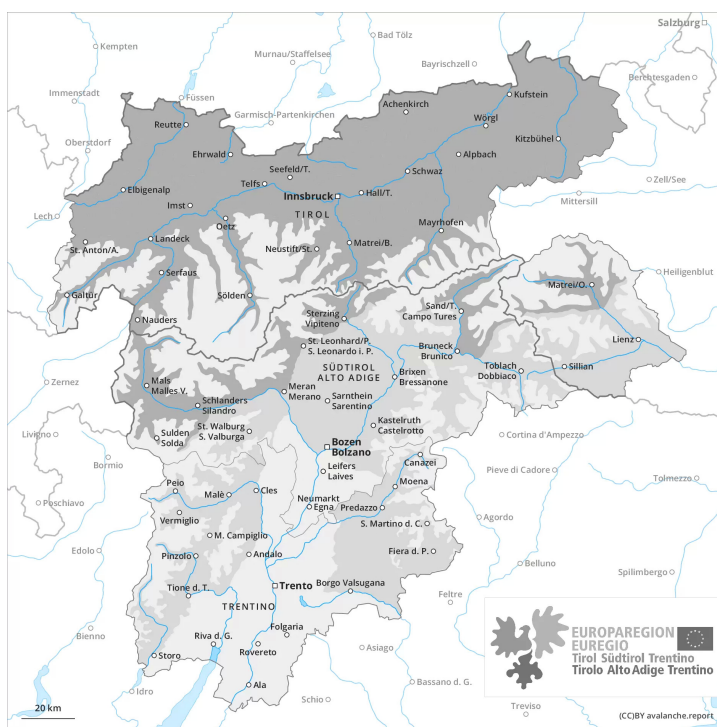 Salzburg
Kempten
Bad Tölz
Murnau/Staffelsee
Bayrischzell
Berchtesgaden
Immenstadt
Füssen
Achenkirch
Kufstein
Garmisch-Partenkirchen
Wörgl
Reutte
Oberstdorf
Kitzbühel
Ehrwald
Alpbach
Seefeld/T.
Schwaz
Zell/See
Telfs
Elbigenalp
Innsbruck
Hall/T.
Mittersill
Imst
TIROL
Lech
Oetz
Mayrhofen
St. Anton/A.
Landeck
Neustift/St.
Matrei/B.
Serfaus
Heiligenblut
Galtür
Sölden
Matrei/O.
Nauders
Sterzing
Vipiteno
Sand/T.
Campo Tures
St. Leonhard/P.
S. Leonardo i. P.
Bruneck
Brunico
Lienz
SÜDTIROL
ALTO ADIGE
Toblach
Dobbiaco
Sillian
Zernez
Mals
Malles V.
Meran
Merano
Brixen
Bressanone
Schlanders
Silandro
Sarnthein
Sarentino
St. Walburg
S. Valburga
Kastelruth
Castelrotto
Livigno
Sulden
Solda
Bozen
Bolzano
Cortina d'Ampezzo
Bormio
Leifers
Laives
Canazei
Pieve di Cadore
Tolmezzo
Peio
Malè
Cles
Moena
Poschiavo
Neumarkt
Egna
Predazzo
Vermiglio
S. Martino d. C.
Agordo
M. Campiglio
Edolo
Pinzolo
Andalo
Fiera d. P.
Belluno
Spilimbergo
Tione d. T.
Trento
Borgo Valsugana
Feltre
TRENTINO
Bienno
Folgaria
Riva d. G.
Rovereto
Asiago
Storo
Idro
Ala
Bassano d. G.
Schio
Treviso
EUROPAREGION
EUREGIO
Tirol Südtirol Trentino
Tirolo Alto Adige Trentino
20 km
(CC)BY avalanche.report